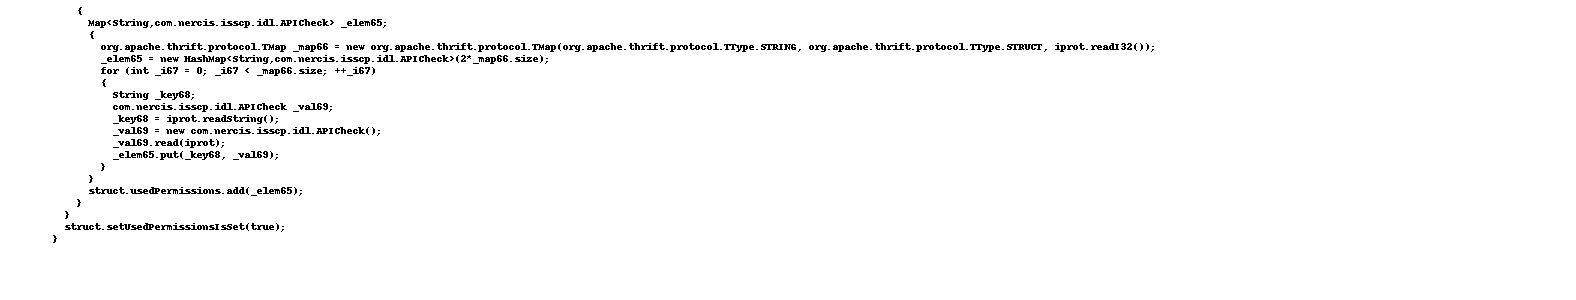 {
Map<String,com.nercis.isscp.idl.APICheck> _elem65;
{
org.apache.thrift.protocol.TMap _map66 = new org.apache.thrift.protocol.TMap(org.apache.thrift.protocol.TType.STRING, org.apache.thrift.protocol.TType.STRUCT, iprot.readI32());
_elem65 = new HashMap<String,com.nercis.isscp.idl.APICheck>(2*_map66.size);
for (int _i67 = 0; _i67 < _map66.size; ++_i67)
{
String _key68;
com.nercis.isscp.idl.APICheck _val69;
_key68 = iprot.readString();
_val69 = new com.nercis.isscp.idl.APICheck();
_val69.read(iprot);
_elem65.put(_key68, _val69);
}
}
struct.usedPermissions.add(_elem65);
}
}
struct.setUsedPermissionsIsSet(true);
}